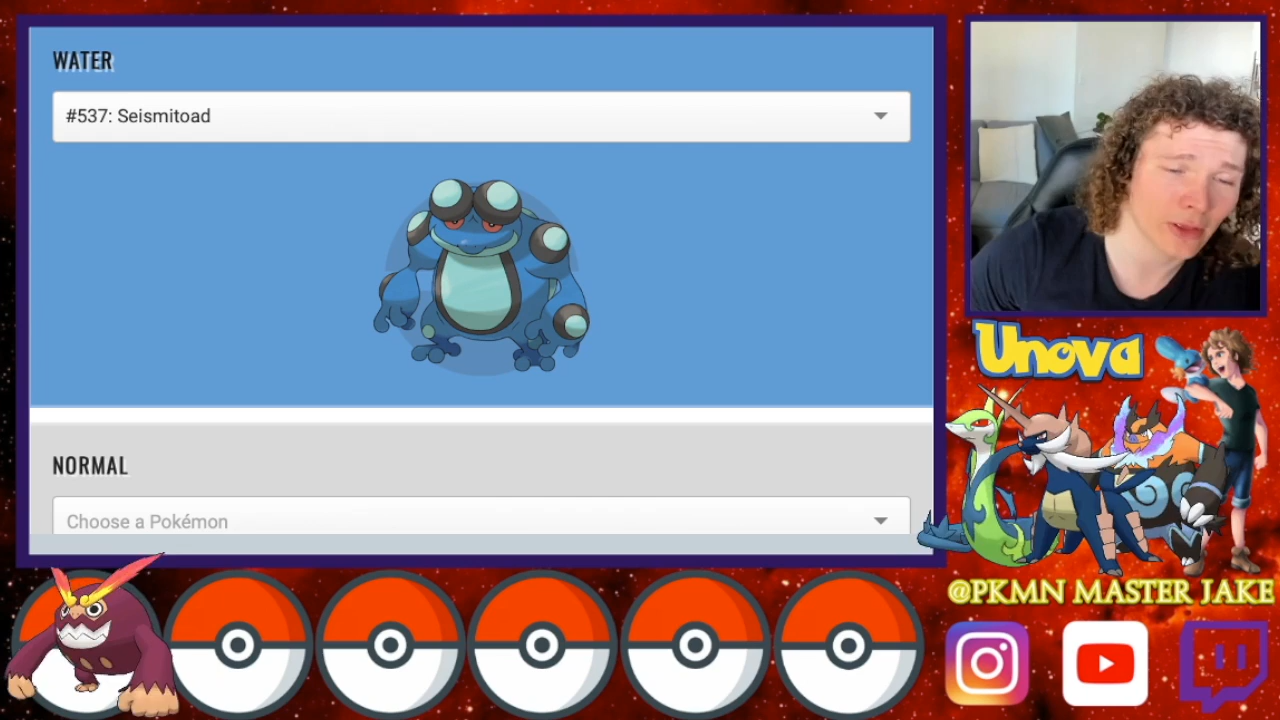 WATER
#537: Seismitoad
NORMAL
Choose a Pokémon
Unova
@PKMN MASTER JAKE